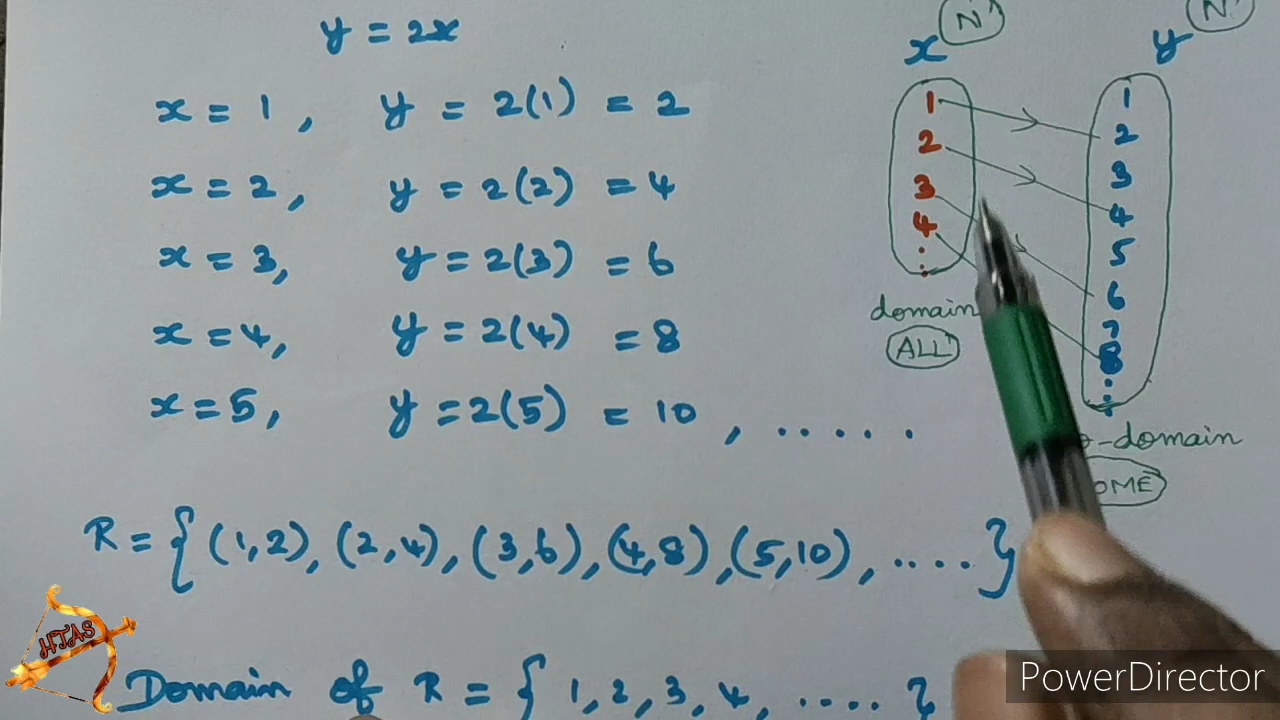 y = 2x
x = 1, y = 2(1) = 2
x = 2, y = 2(2) = 4
x = 3, y = 2(3) = 6
x = 4, y = 2(4) = 8
x = 5, y = 2(5) = 10, .....
R = { (1,2), (2,4), (3,6), (4,8), (5,10), .... }
Domain of R = { 1, 2, 3, 4, .... }
'N'
x
1
2
3
4
:
domain
'ALL'
'N'
y
1
2
3
4
5
6
7
8
:
o-domain
OME
HTAS
PowerDirector